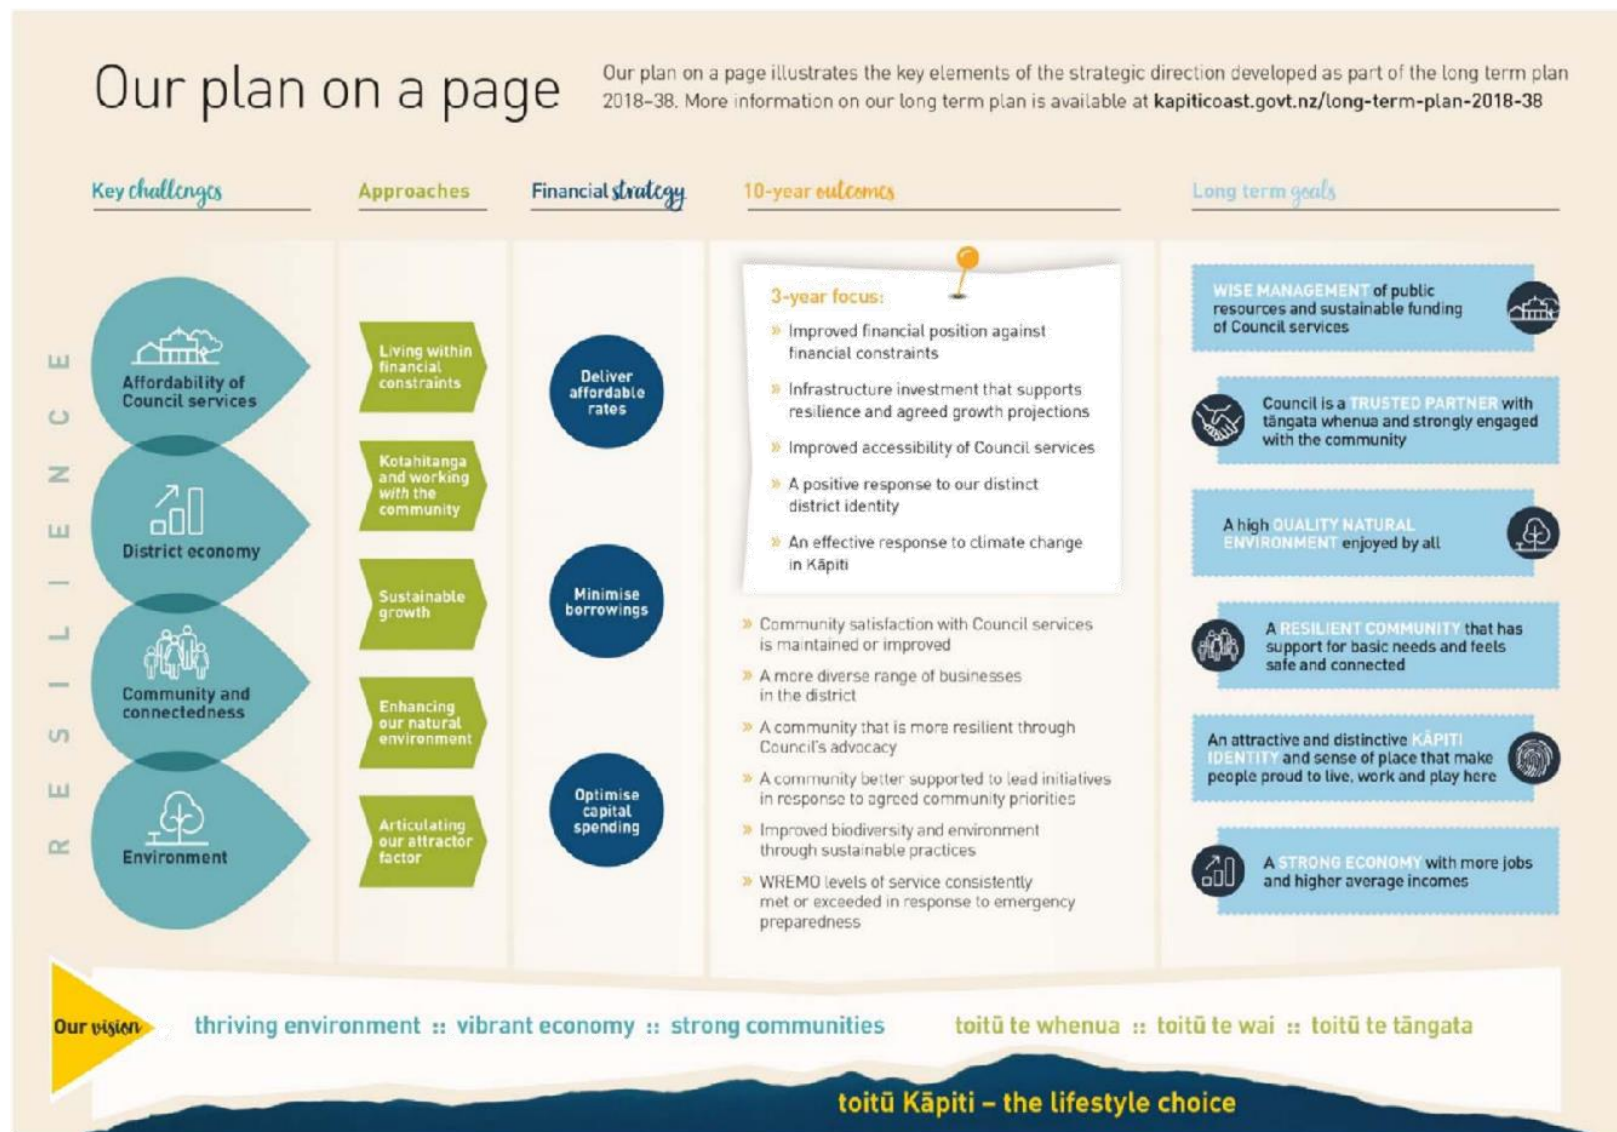 Our plan on a page
Our plan on a page illustrates the key elements of the strategic direction developed as part of the long term plan
2018–38. More information on our long term plan is available at kapiticoast.govt.nz/long-term-plan-2018-38
Key challenges
Approaches
Financial strategy
10-year outcomes
Long term goals
RESILIENCE
Affordability of
Council services
District economy
Community and
connectedness
Environment
Living within
financial
constraints
Kotahitanga
and working
with the
community
Sustainable
growth
Enhancing
our natural
environment
Articulating
our attractor
factor
Deliver
affordable
rates
Minimise
borrowings
Optimise
capital
spending
3-year focus:
» Improved financial position against
financial constraints
» Infrastructure investment that supports
resilience and agreed growth projections
» Improved accessibility of Council services
» A positive response to our distinct
district identity
» An effective response to climate change
in Kāpiti
» Community satisfaction with Council services
is maintained or improved
» A more diverse range of businesses
in the district
» A community that is more resilient through
Council's advocacy
» A community better supported to lead initiatives
in response to agreed community priorities
» Improved biodiversity and environment
through sustainable practices
» WREMO levels of service consistently
met or exceeded in response to emergency
preparedness
WISE MANAGEMENT of public
resources and sustainable funding
of Council services
Council is a TRUSTED PARTNER with
tāngata whenua and strongly engaged
with the community
A high QUALITY NATURAL
ENVIRONMENT enjoyed by all
A RESILIENT COMMUNITY that has
support for basic needs and feels
safe and connected
An attractive and distinctive KĀPITI
IDENTITY and sense of place that make
people proud to live, work and play here
A STRONG ECONOMY with more jobs
and higher average incomes
Our vision
thriving environment :: vibrant economy :: strong communities
toitū te whenua :: toitū te wai :: toitū te tāngata
toitū Kāpiti – the lifestyle choice